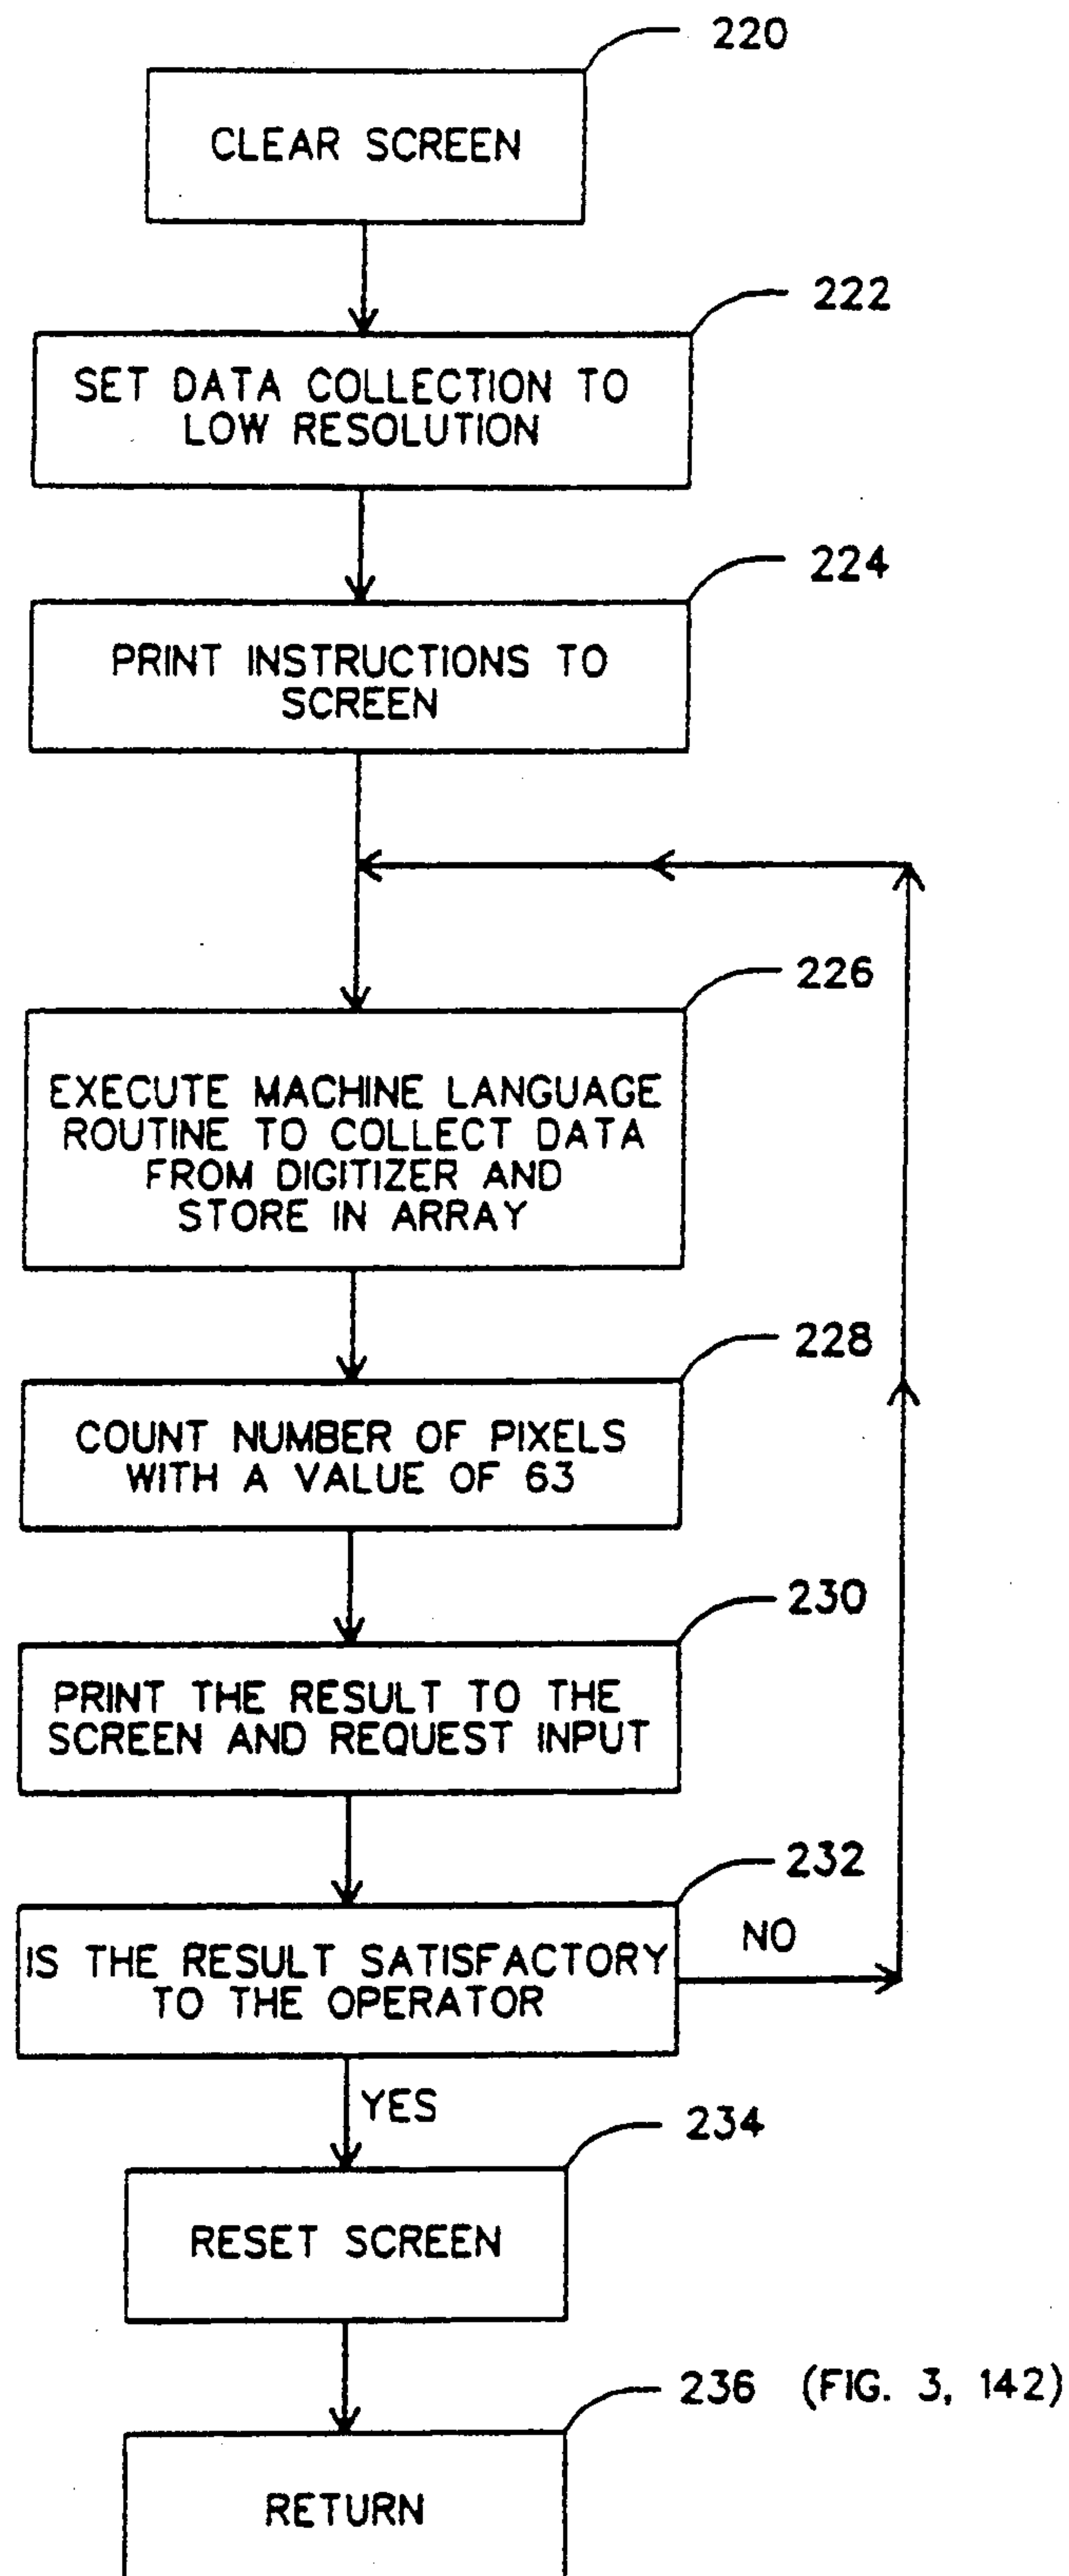 220
CLEAR SCREEN
222
SET DATA COLLECTION TO
LOW RESOLUTION
224
PRINT INSTRUCTIONS TO
SCREEN
226
EXECUTE MACHINE LANGUAGE
ROUTINE TO COLLECT DATA
FROM DIGITIZER AND
STORE IN ARRAY
228
COUNT NUMBER OF PIXELS
WITH A VALUE OF 63
230
PRINT THE RESULT TO THE
SCREEN AND REQUEST INPUT
232
IS THE RESULT SATISFACTORY
TO THE OPERATOR
NO
YES
234
RESET SCREEN
236 (FIG. 3, 142)
RETURN